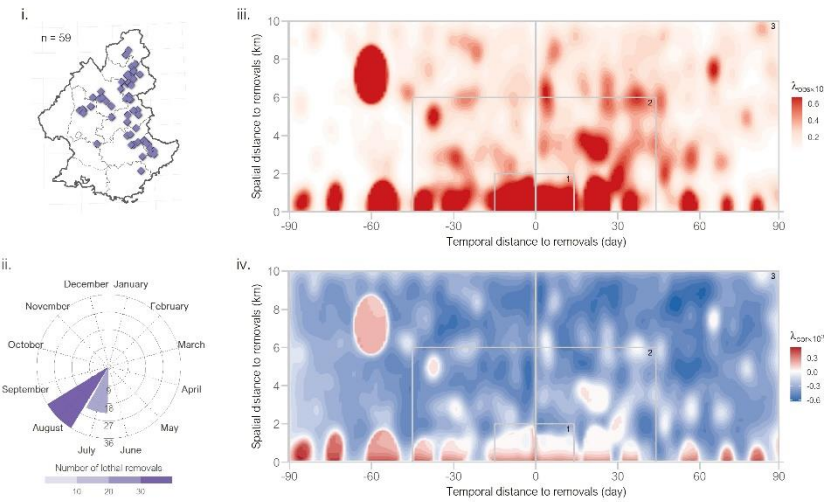 i.
n = 59
ii.
December
January
November
February
October
March
September
April
August
May
July
June
6
18
27
36
Number of lethal removals
10
20
30
iii.
Spatial distance to removals (km)
10
8
6
4
2
0
-90
-60
-30
0
30
60
90
Temporal distance to removals (day)
1
2
3
λobs×10
0.6
0.4
0.2
iv.
Spatial distance to removals (km)
10
8
6
4
2
0
-90
-60
-30
0
30
60
90
Temporal distance to removals (day)
1
2
3
0.3
0.0
-0.3
-0.6